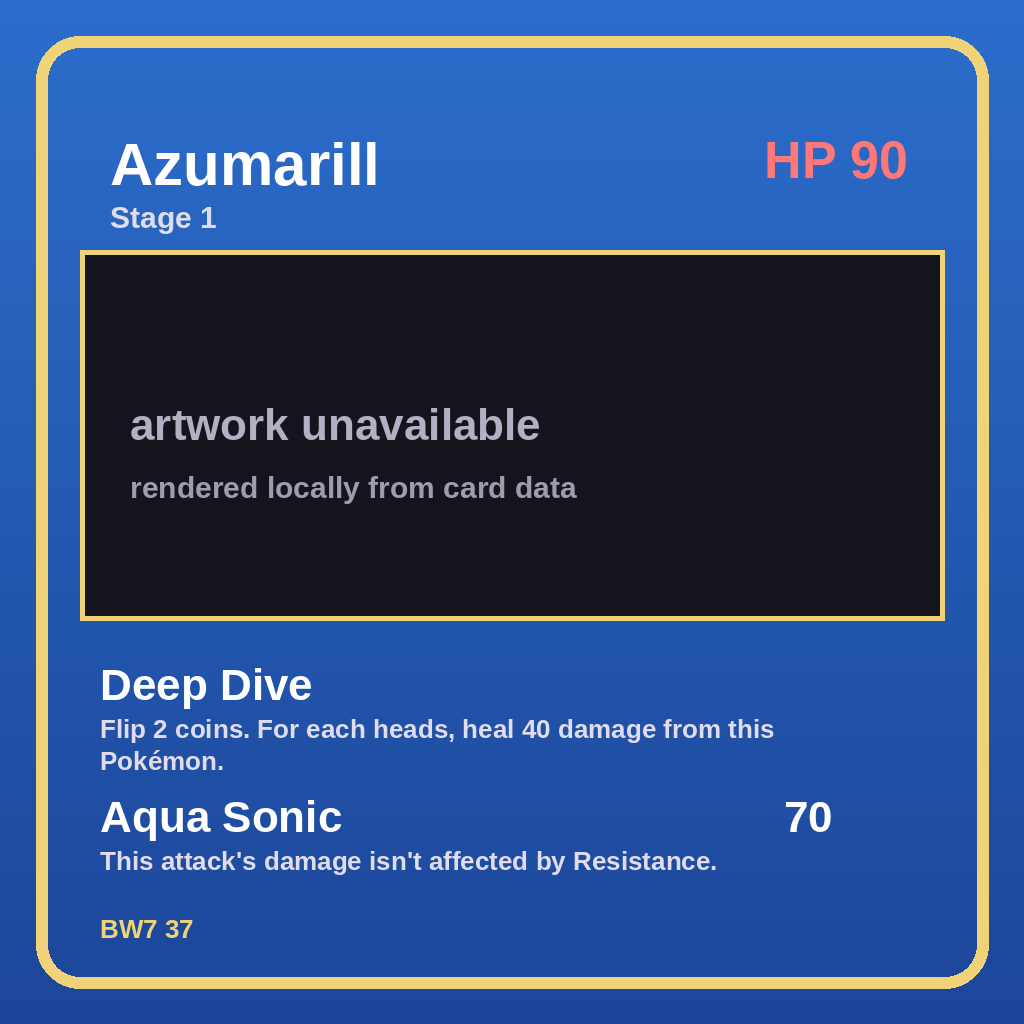 Azumarill
HP 90
Stage 1
artwork unavailable
rendered locally from card data
Deep Dive
Flip 2 coins. For each heads, heal 40 damage from this
Pokémon.
Aqua Sonic
70
This attack's damage isn't affected by Resistance.
BW7 37